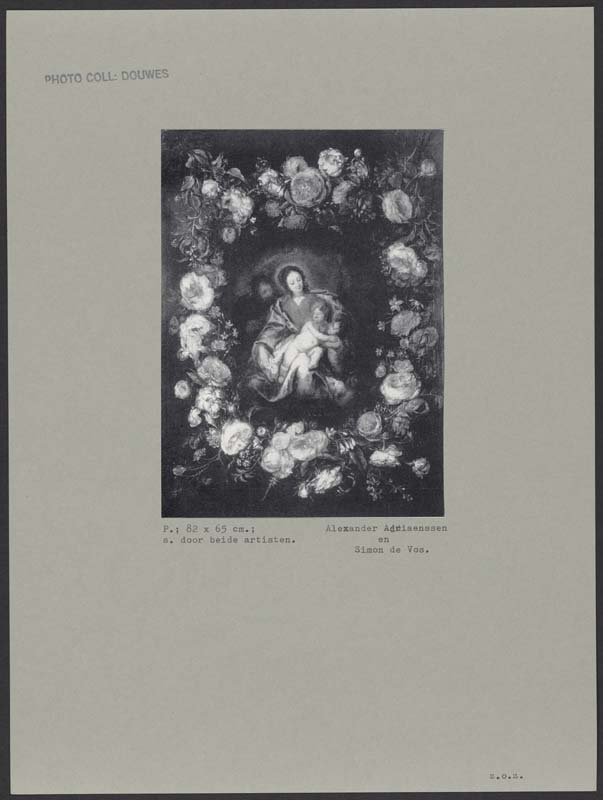 PHOTO COLL: DOUWES
P.; 82 x 65 cm.;
s. door beide artisten.
Alexander Adriaenssen
en
Simon de Vos.
z.o.z.